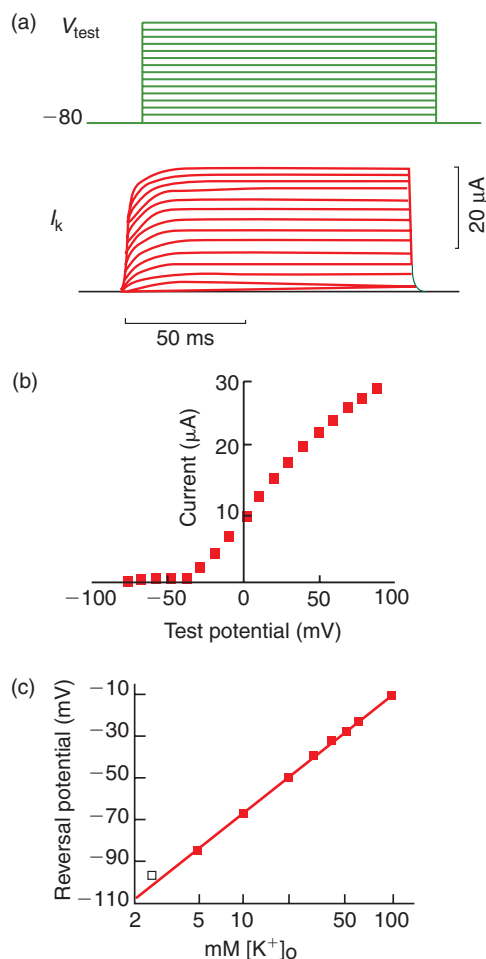 (a)
V_test
−80
I_k
20 μA
50 ms
(b)
Current (μA)
30
20
10
−100
−50
0
50
100
Test potential (mV)
(c)
Reversal potential (mV)
−10
−30
−50
−70
−90
−110
2
5
10
50
100
mM [K⁺]o